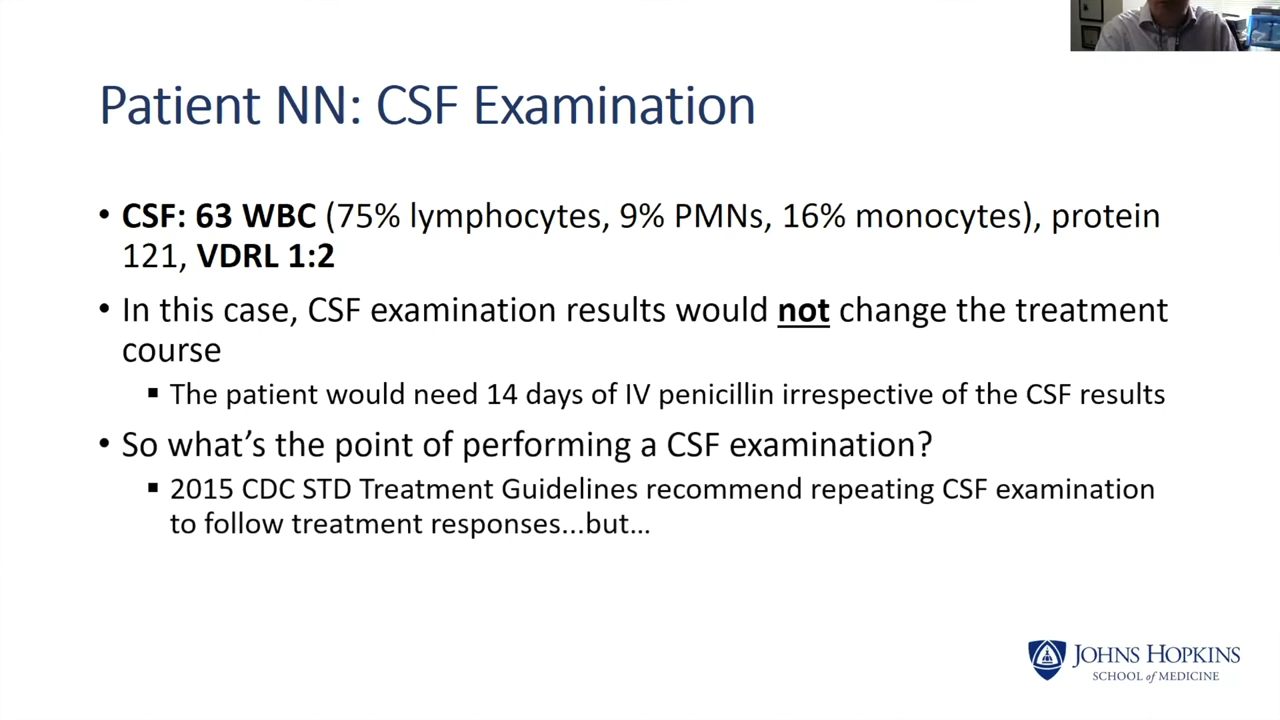 Patient NN: CSF Examination
• CSF: 63 WBC (75% lymphocytes, 9% PMNs, 16% monocytes), protein
121, VDRL 1:2
• In this case, CSF examination results would not change the treatment
course
▪ The patient would need 14 days of IV penicillin irrespective of the CSF results
• So what’s the point of performing a CSF examination?
▪ 2015 CDC STD Treatment Guidelines recommend repeating CSF examination
to follow treatment responses...but…
JOHNS HOPKINS
SCHOOL of MEDICINE